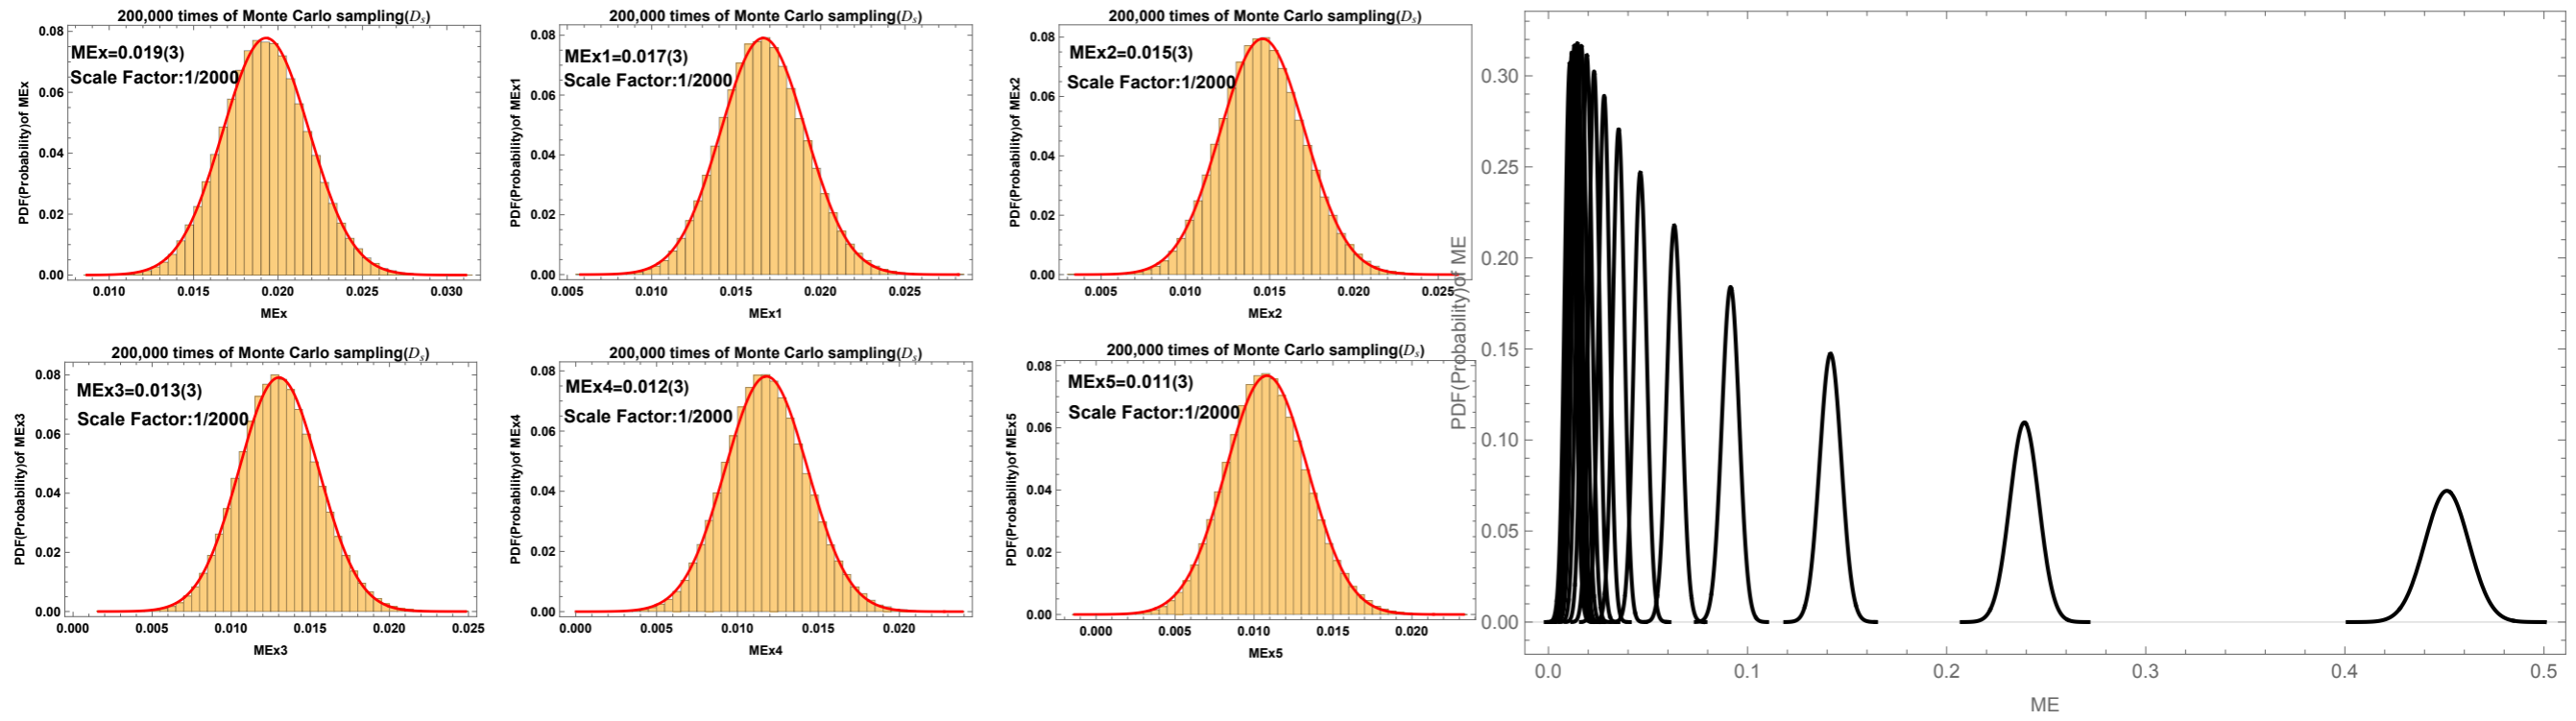 200,000 times of Monte Carlo sampling(Ds)
MEx=0.019(3)
Scale Factor:1/2000
PDF(Probability)of MEx
0.08
0.06
0.04
0.02
0.00
0.010 0.015 0.020 0.025 0.030
MEx
200,000 times of Monte Carlo sampling(Ds)
MEx1=0.017(3)
Scale Factor:1/2000
PDF(Probability)of MEx1
0.08
0.06
0.04
0.02
0.00
0.005 0.010 0.015 0.020 0.025
MEx1
200,000 times of Monte Carlo sampling(Ds)
MEx2=0.015(3)
Scale Factor:1/2000
PDF(Probability)of MEx2
0.08
0.06
0.04
0.02
0.00
0.005 0.010 0.015 0.020 0.025
MEx2
200,000 times of Monte Carlo sampling(Ds)
MEx3=0.013(3)
Scale Factor:1/2000
PDF(Probability)of MEx3
0.08
0.06
0.04
0.02
0.00
0.000 0.005 0.010 0.015 0.020 0.025
MEx3
200,000 times of Monte Carlo sampling(Ds)
MEx4=0.012(3)
Scale Factor:1/2000
PDF(Probability)of MEx4
0.08
0.06
0.04
0.02
0.00
0.000 0.005 0.010 0.015 0.020
MEx4
200,000 times of Monte Carlo sampling(Ds)
MEx5=0.011(3)
Scale Factor:1/2000
PDF(Probability)of MEx5
0.08
0.06
0.04
0.02
0.00
0.000 0.005 0.010 0.015 0.020
MEx5
PDF(Probability)of ME
0.30
0.25
0.20
0.15
0.10
0.05
0.00
0.0 0.1 0.2 0.3 0.4 0.5
ME